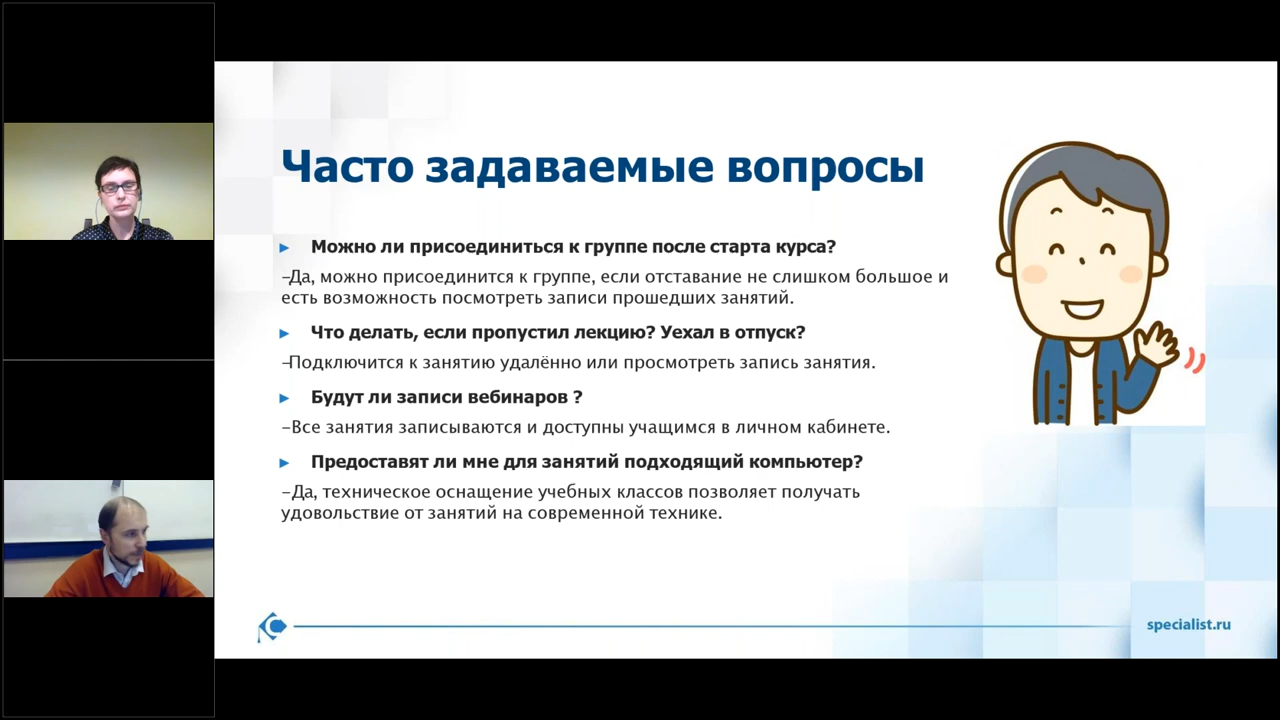 Часто задаваемые вопросы
Можно ли присоединиться к группе после старта курса?
–Да, можно присоединится к группе, если отставание не слишком большое и
есть возможность посмотреть записи прошедших занятий.
Что делать, если пропустил лекцию? Уехал в отпуск?
–Подключится к занятию удалённо или просмотреть запись занятия.
Будут ли записи вебинаров ?
–Все занятия записываются и доступны учащимся в личном кабинете.
Предоставят ли мне для занятий подходящий компьютер?
–Да, техническое оснащение учебных классов позволяет получать
удовольствие от занятий на современной технике.
specialist.ru